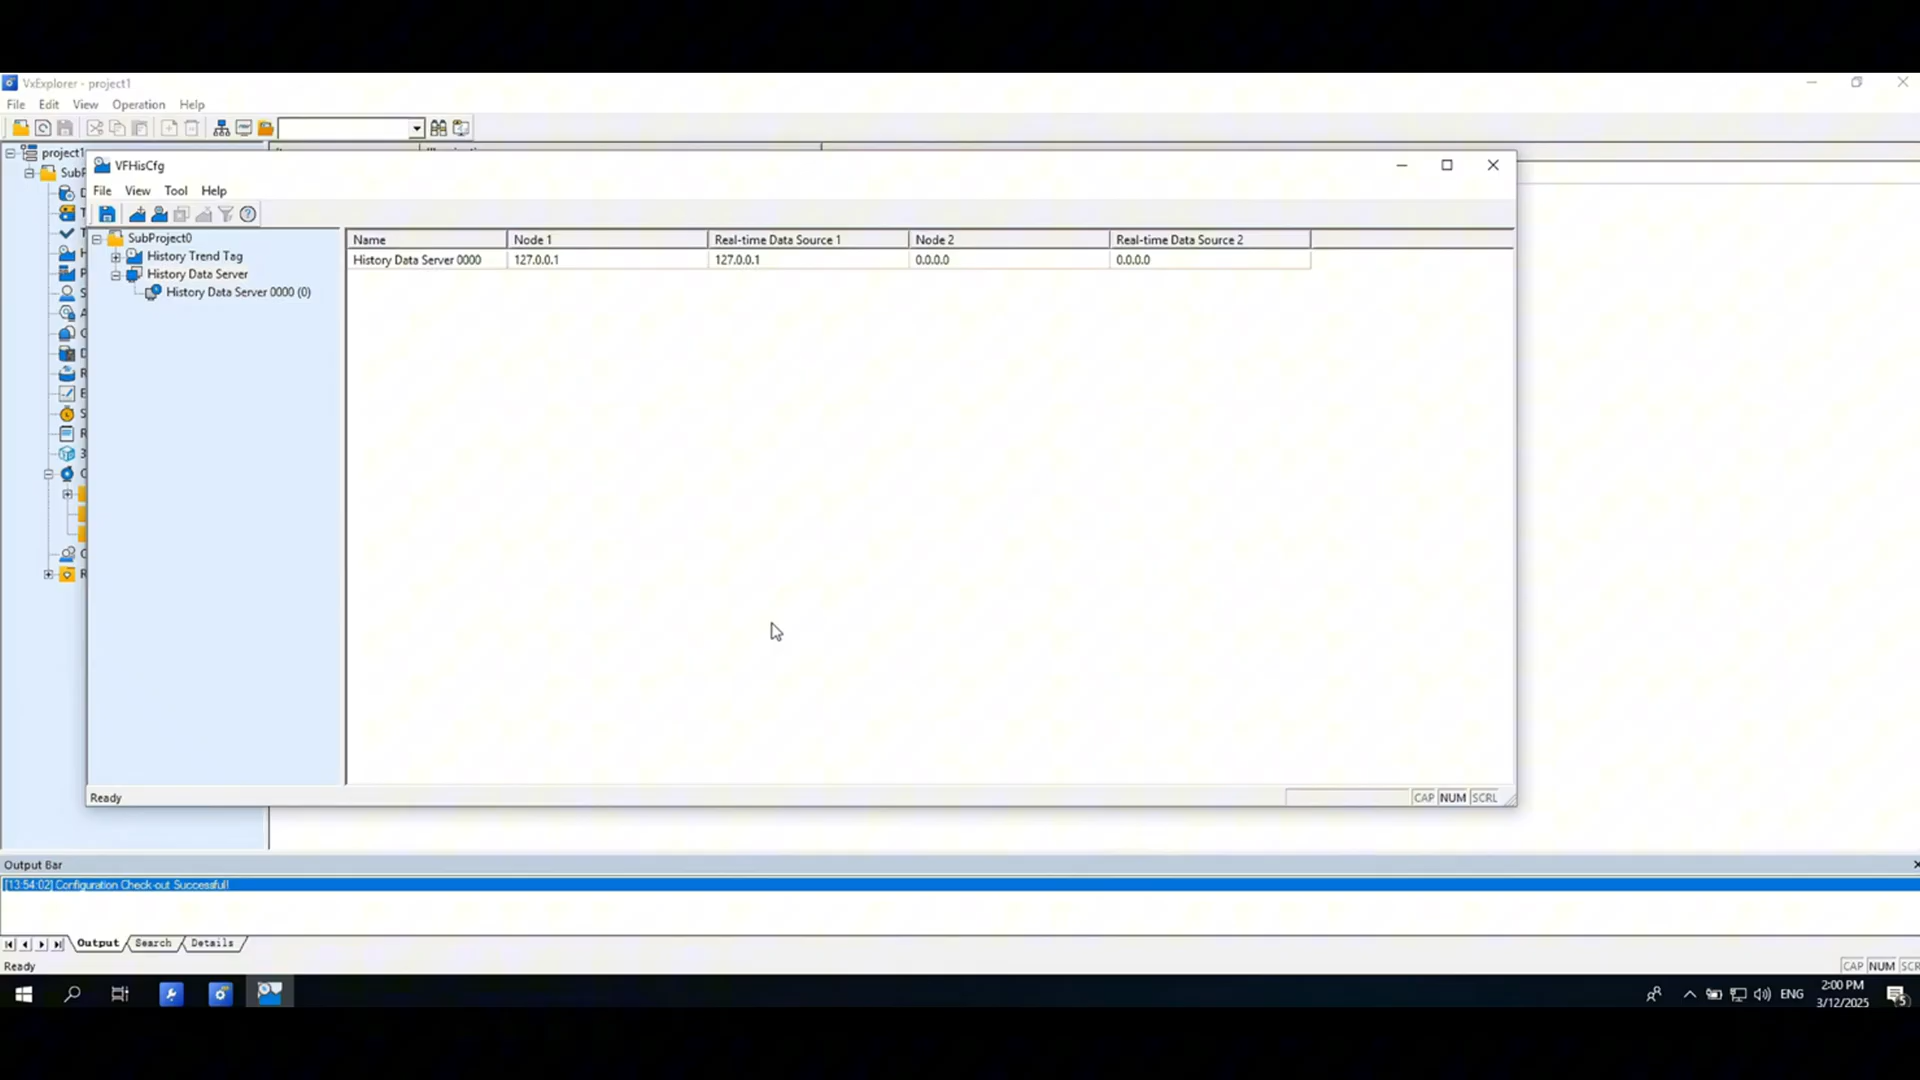 VxExplorer - project1
File Edit View Operation Help
project1
SubP
VFHisCfg
File View Tool Help
SubProject0
History Trend Tag
History Data Server
History Data Server 0000 (0)
Name Node 1 Real-time Data Source 1 Node 2 Real-time Data Source 2
History Data Server 0000 127.0.0.1 127.0.0.1 0.0.0.0 0.0.0.0
Ready
CAP NUM SCRL
Output Bar
[13:54:02] Configuration Check-out Successful!
Output Search Details
Ready
CAP NUM SCR
ENG
2:00 PM
3/12/2025
5